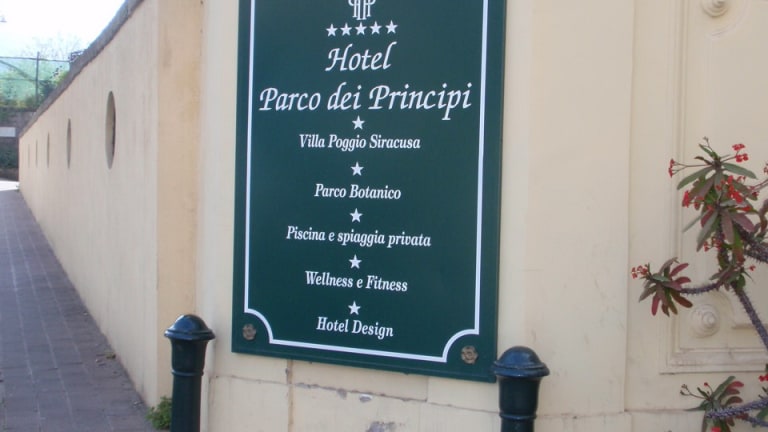 Hotel
Parco dei Principi
Villa Poggio Siracusa
Parco Botanico
Piscina e spiaggia privata
Wellness e Fitness
Hotel Design